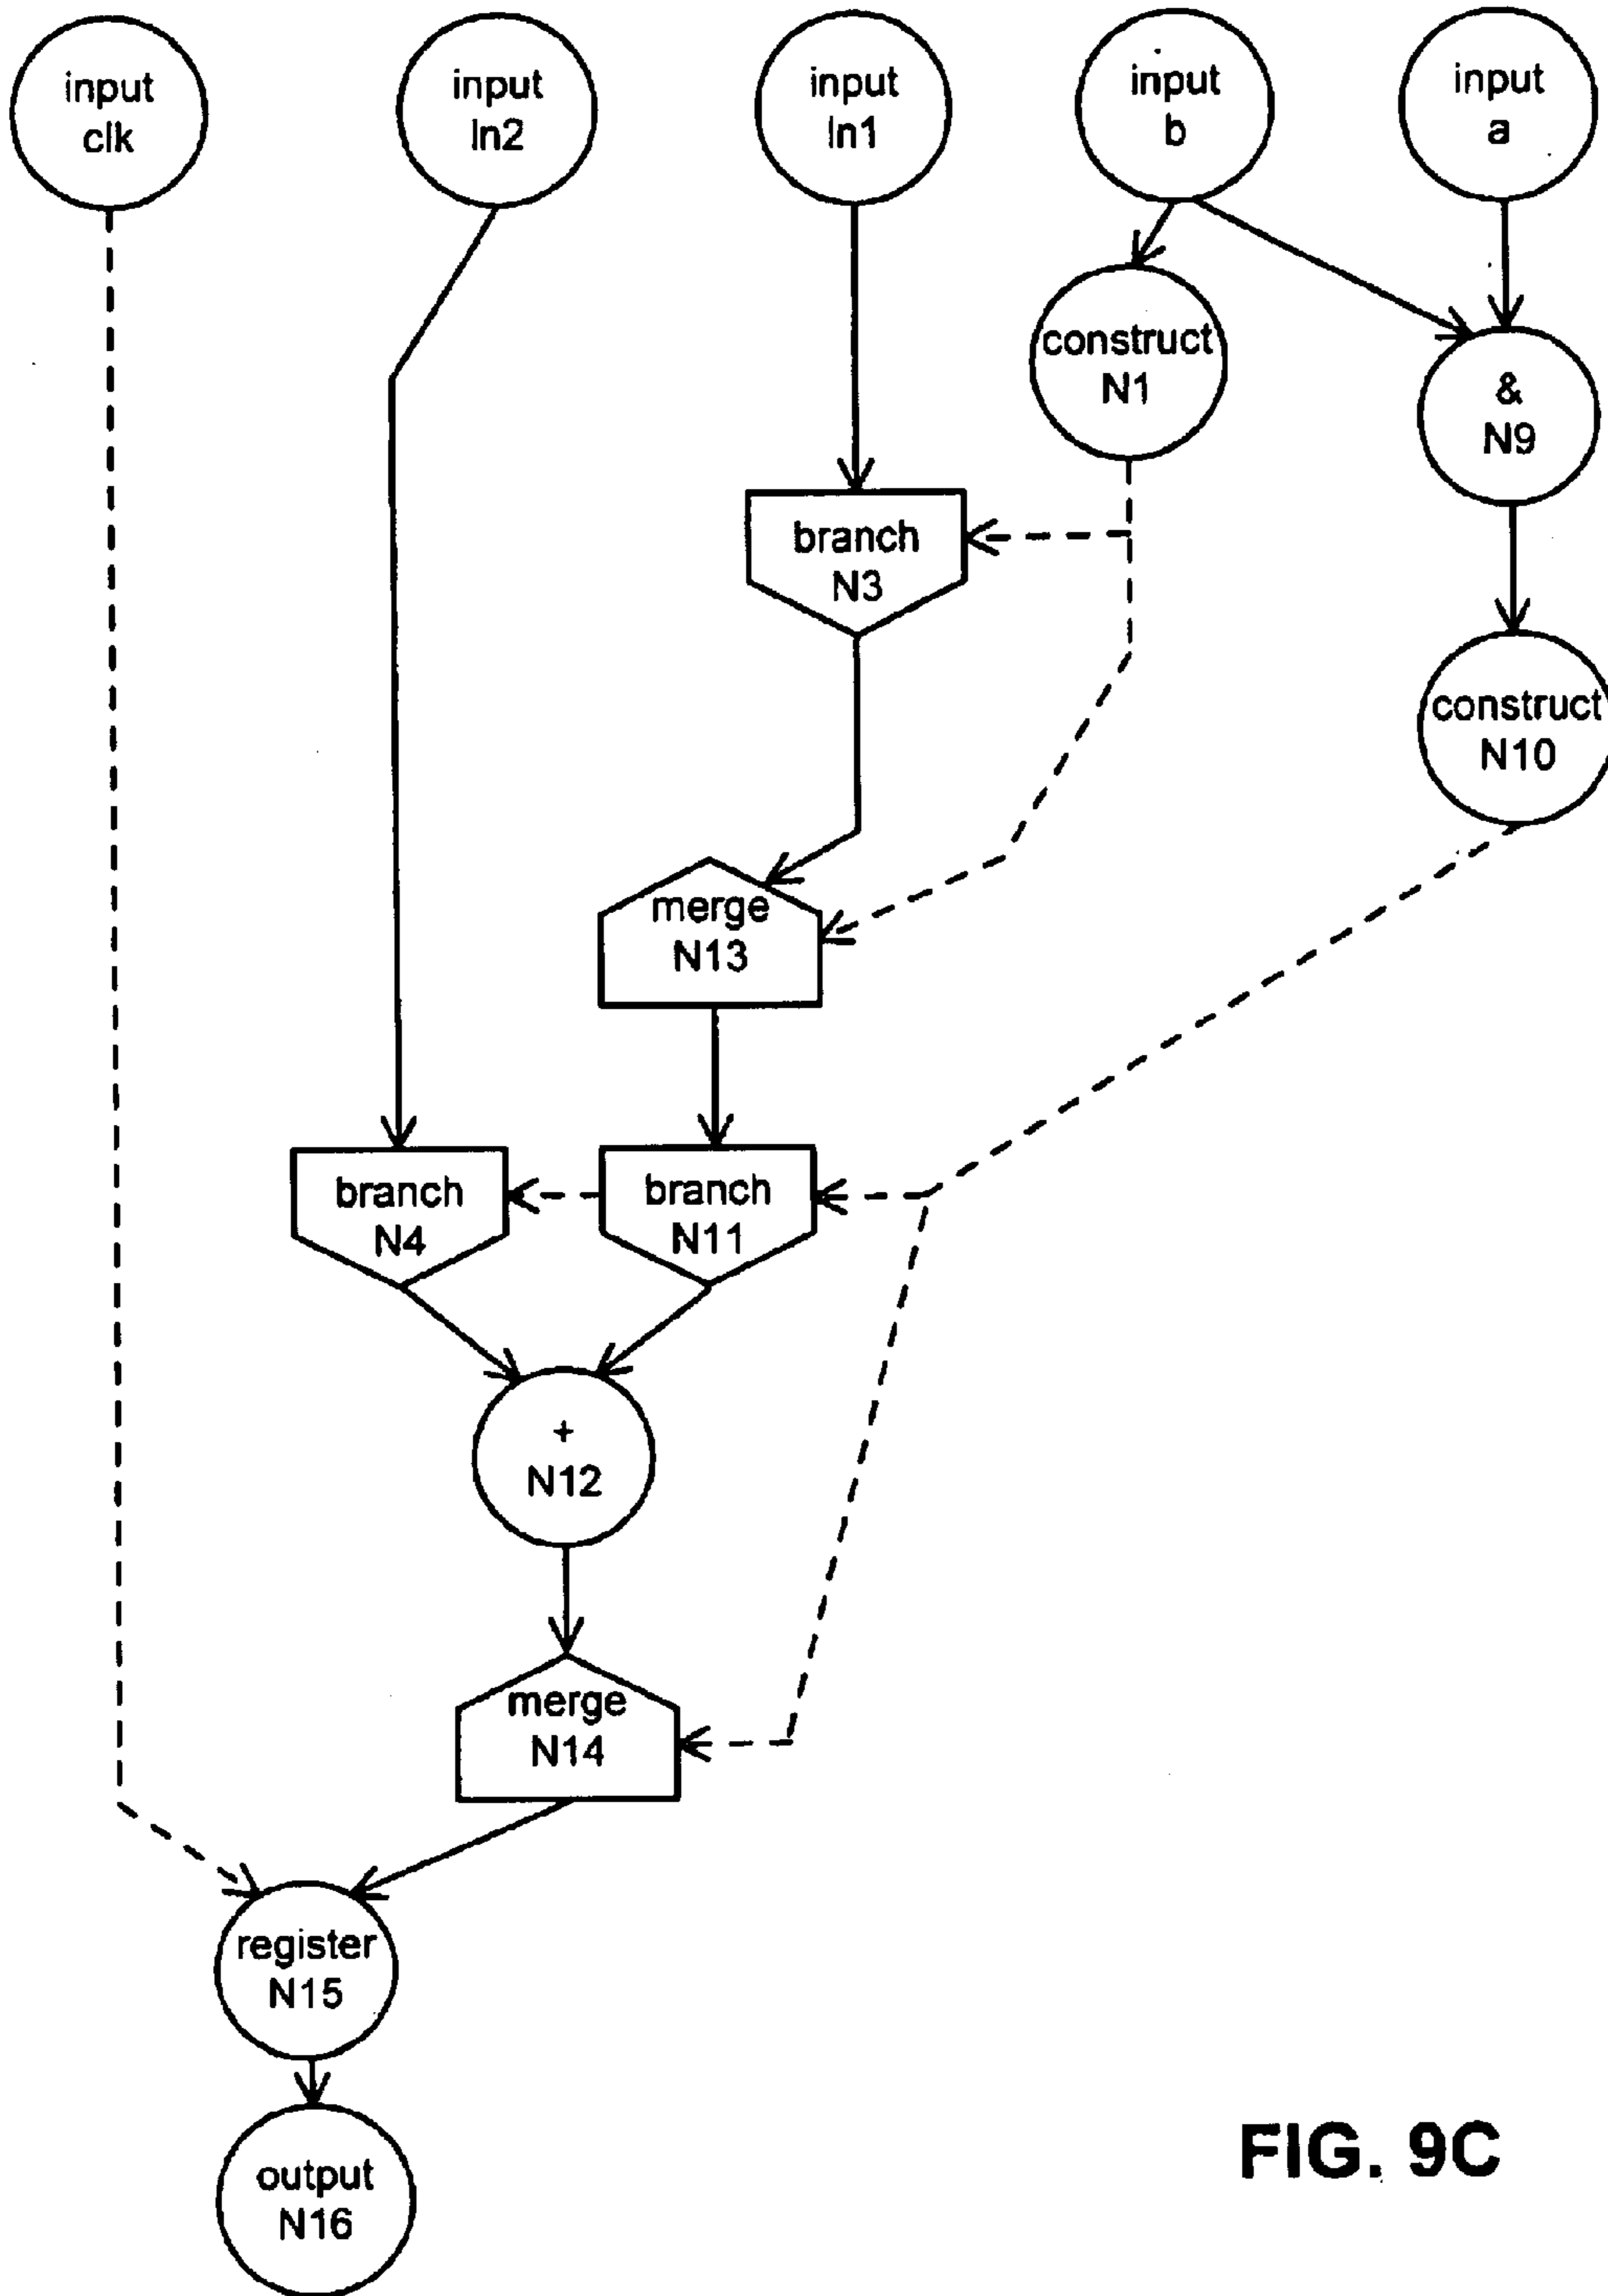 input
clk
input
In2
input
In1
input
b
input
a
construct
N1
&
N9
branch
N3
construct
N10
merge
N13
branch
N4
branch
N11
+
N12
merge
N14
register
N15
output
N16
FIG. 9C